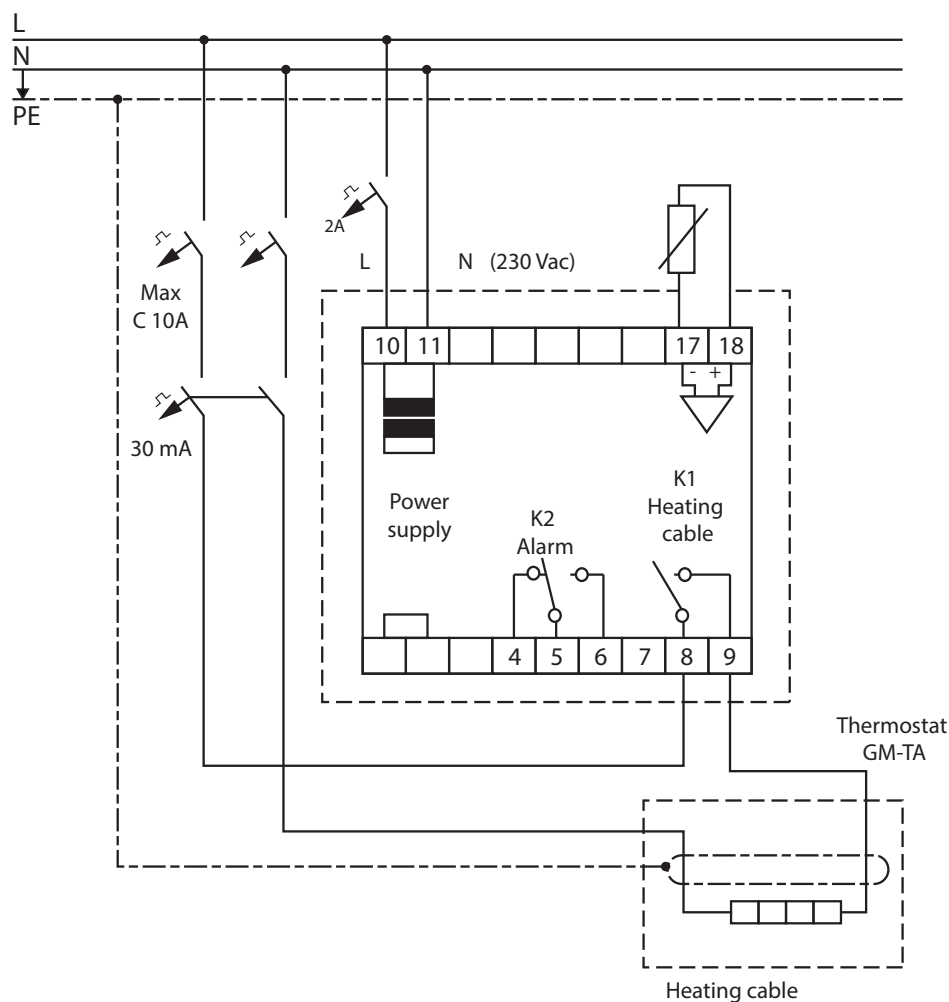 L
N
PE
2A
L
N (230 Vac)
Max
C 10A
30 mA
10 11 17 18
- +
Power
supply
K2
Alarm
K1
Heating
cable
4 5 6 7 8 9
Thermostat
GM-TA
Heating cable